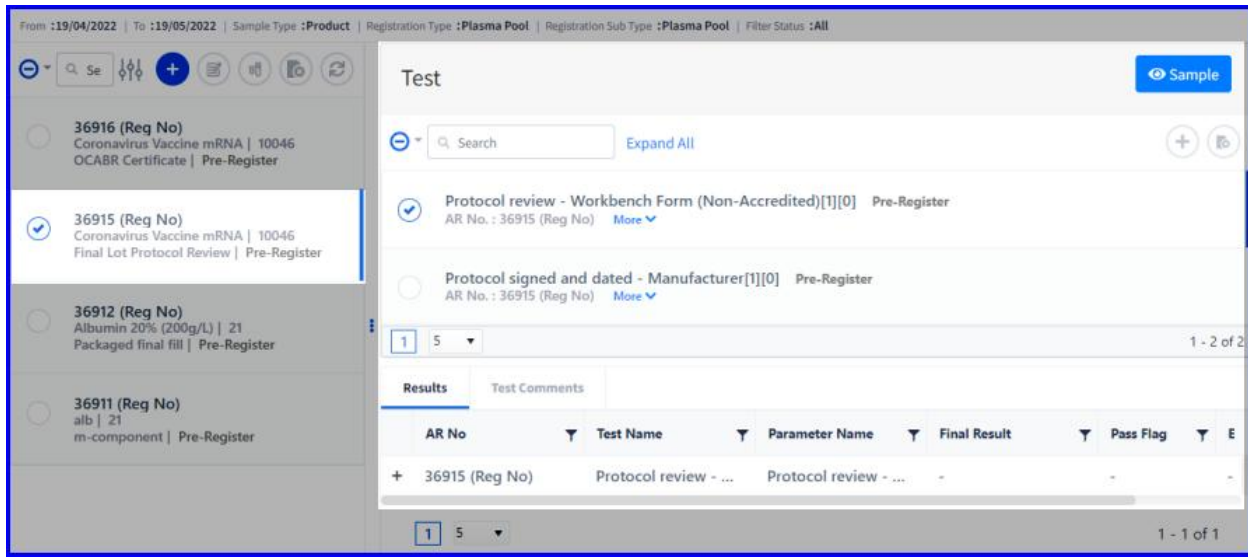 From :19/04/2022 | To :19/05/2022 | Sample Type :Product | Registration Type :Plasma Pool | Registration Sub Type :Plasma Pool | Filter Status :All
Se
36916 (Reg No)
Coronavirus Vaccine mRNA | 10046
OCABR Certificate | Pre-Register
36915 (Reg No)
Coronavirus Vaccine mRNA | 10046
Final Lot Protocol Review | Pre-Register
36912 (Reg No)
Albumin 20% (200g/L) | 21
Packaged final fill | Pre-Register
36911 (Reg No)
alb | 21
m-component | Pre-Register
Test
Sample
Search
Expand All
Protocol review - Workbench Form (Non-Accredited)[1][0] Pre-Register
AR No. : 36915 (Reg No) More
Protocol signed and dated - Manufacturer[1][0] Pre-Register
AR No. : 36915 (Reg No) More
1 5 1 - 2 of 2
Results Test Comments
AR No Test Name Parameter Name Final Result Pass Flag E
+ 36915 (Reg No) Protocol review - ... Protocol review - ... - - -
1 5 1 - 1 of 1